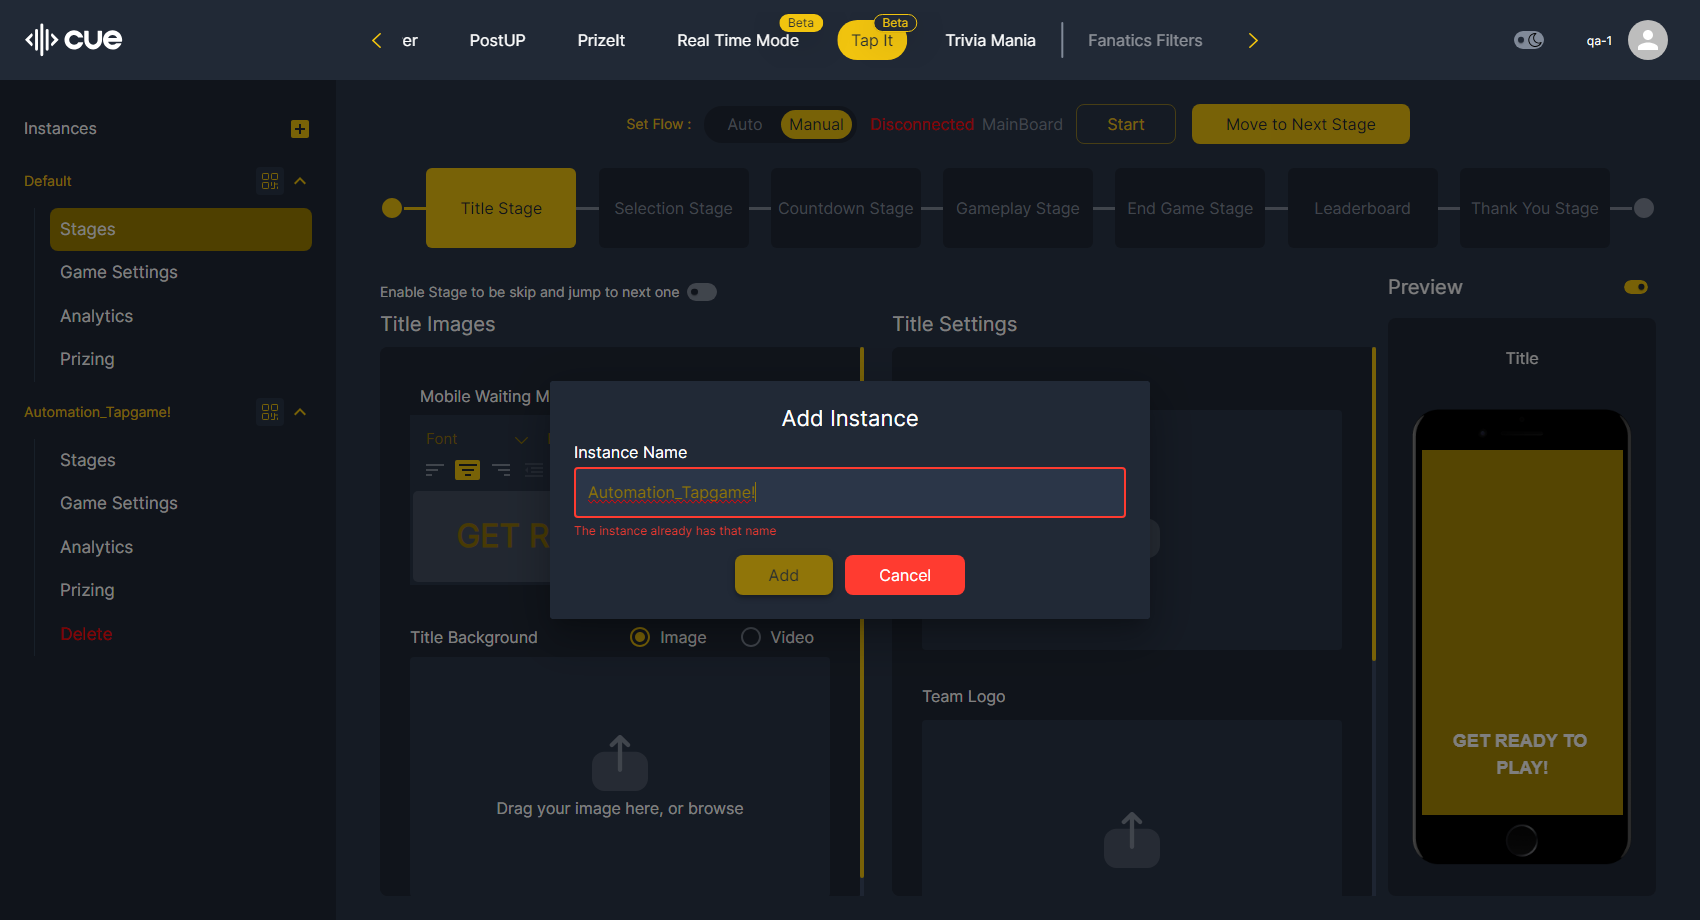 cue
er
PostUP
PrizeIt
Real Time Mode
Beta
Tap It
Beta
Trivia Mania
Fanatics Filters
qa-1
Instances
Default
Stages
Game Settings
Analytics
Prizing
Automation_Tapgame!
Stages
Game Settings
Analytics
Prizing
Delete
Set Flow :
Auto
Manual
Disconnected MainBoard
Start
Move to Next Stage
Title Stage
Selection Stage
Countdown Stage
Gameplay Stage
End Game Stage
Leaderboard
Thank You Stage
Enable Stage to be skip and jump to next one
Title Images
Mobile Waiting M
Font
GET R
Title Background
Image
Video
Drag your image here, or browse
Title Settings
Team Logo
Add Instance
Instance Name
Automation_Tapgame!
The instance already has that name
Add
Cancel
Preview
Title
GET READY TO
PLAY!